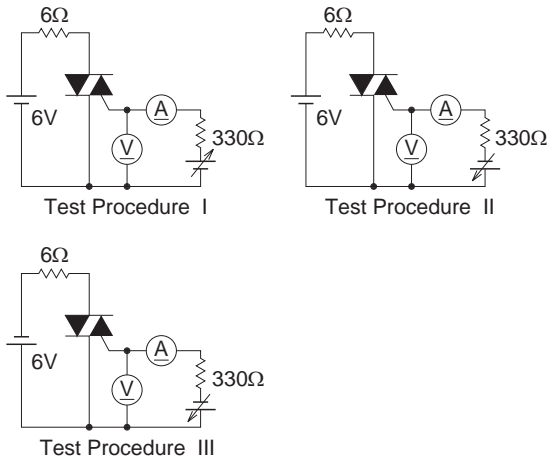 6Ω
6V
A
V
330Ω
Test Procedure I
6Ω
6V
A
V
330Ω
Test Procedure II
6Ω
6V
A
V
330Ω
Test Procedure III